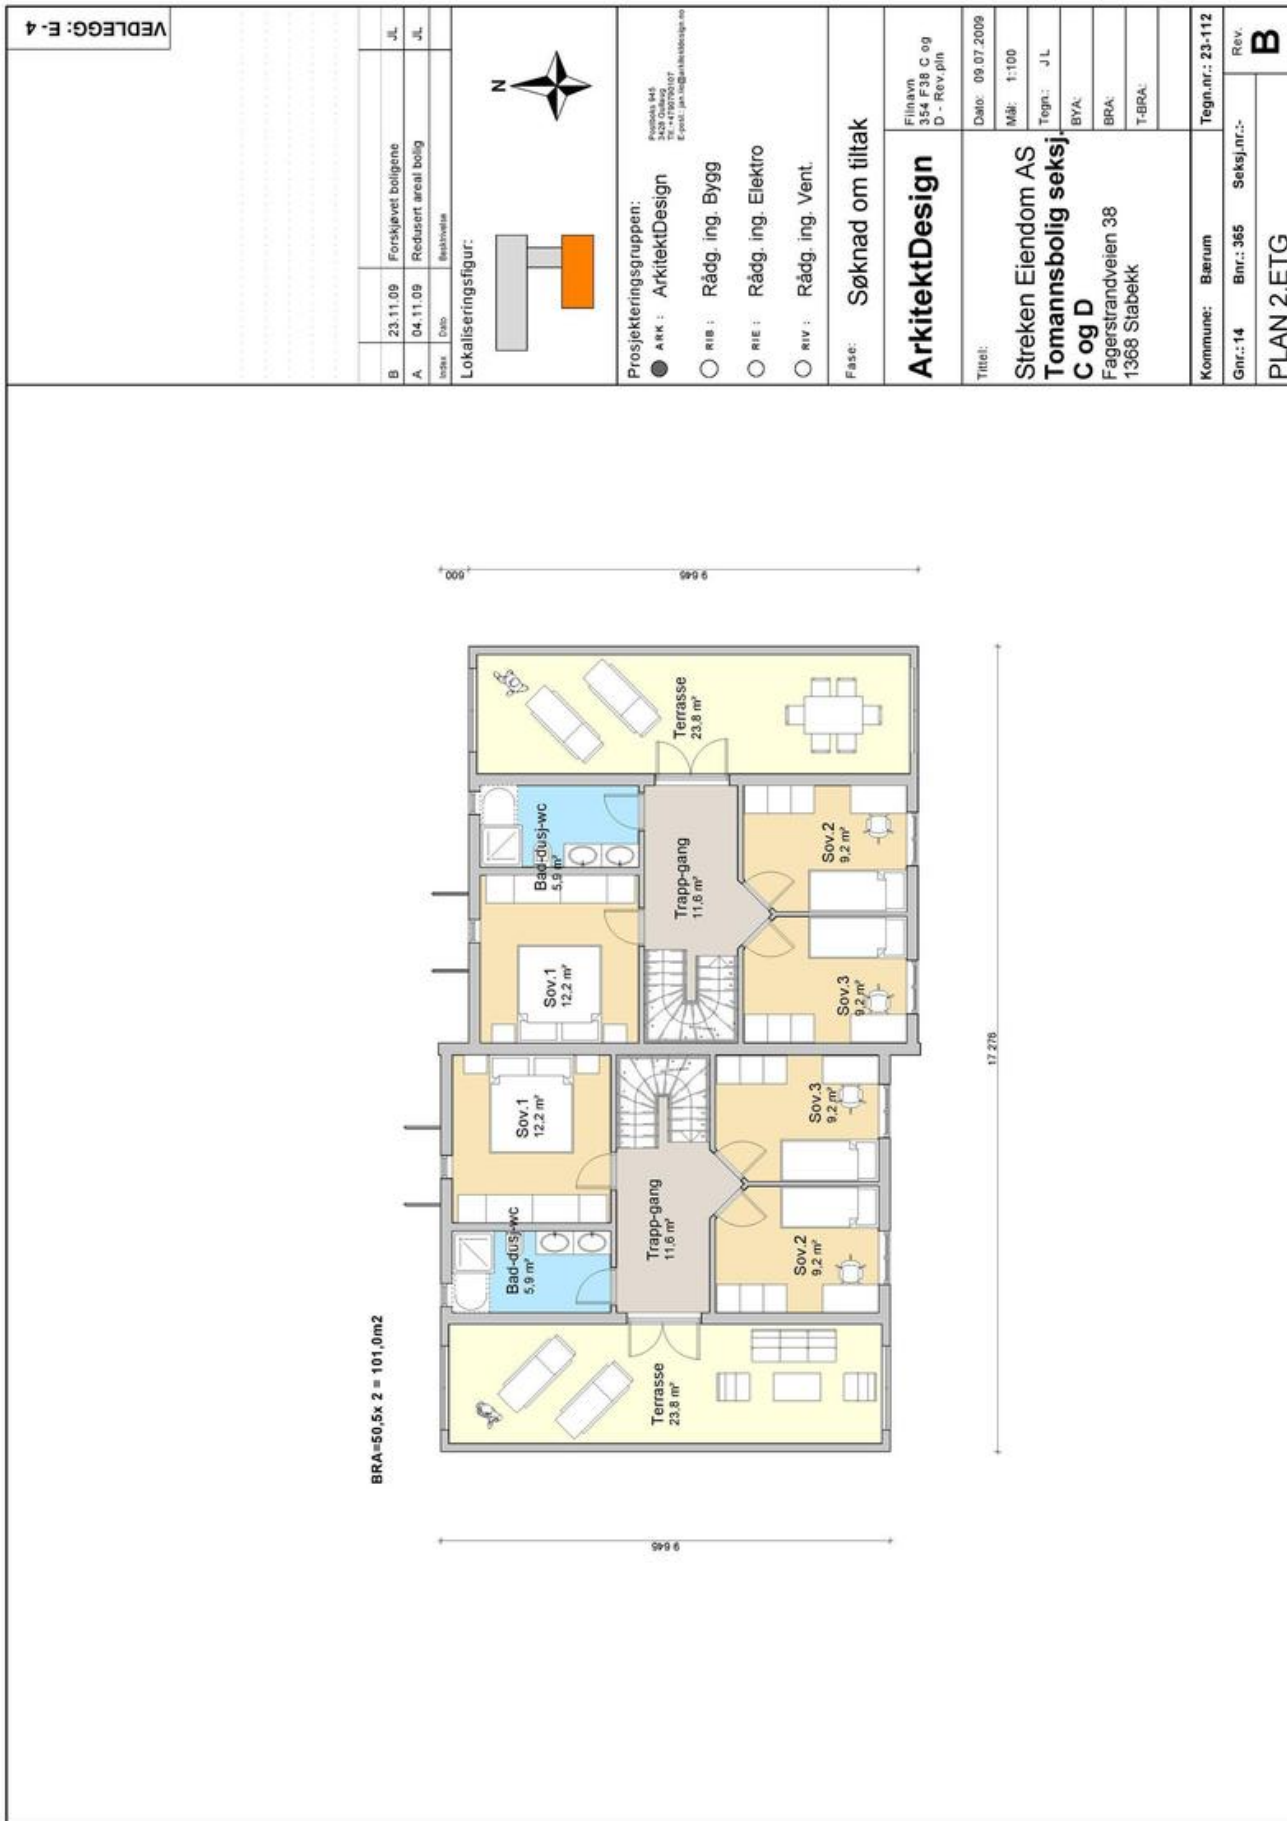 VEDLEGG: E-4
B 23.11.09 Forskjøvet boligene JL
A 04.11.09 Redusert areal bolig JL
Index Dato Beskrivelse
Lokaliseringsfigur:
N
Prosjekteringsgruppen:
ARK : ArkitektDesign
Postboks 945
RIB : Rådg. ing. Bygg
RIE : Rådg. ing. Elektro
RIV : Rådg. ing. Vent.
Fase: Søknad om tiltak
ArkitektDesign
Filnavn
354 F38 C og
D - Rev.pln
Tittel:
Streken Eiendom AS
Tomannsbolig seksj.
C og D
Fagerstrandveien 38
1368 Stabekk
Dato: 09.07.2009
Mål: 1:100
Tegn.: JL
BYA:
BRA:
T-BRA:
Kommune: Bærum Tegn.nr.: 23-112
Gnr.: 14 Bnr.: 365 Seksj.nr.:-
Rev.
B
PLAN 2.ETG
BRA=50,5x 2 = 101,0m2
9 645
Terrasse
23,8 m²
Bad-dusj-wc
5,9 m²
Sov.1
12,2 m²
Trapp-gang
11,6 m²
Sov.2
9,2 m²
Sov.3
9,2 m²
Sov.1
12,2 m²
Bad-dusj-wc
5,9 m²
Trapp-gang
11,6 m²
Sov.3
9,2 m²
Sov.2
9,2 m²
Terrasse
23,8 m²
600
9 645
17 278